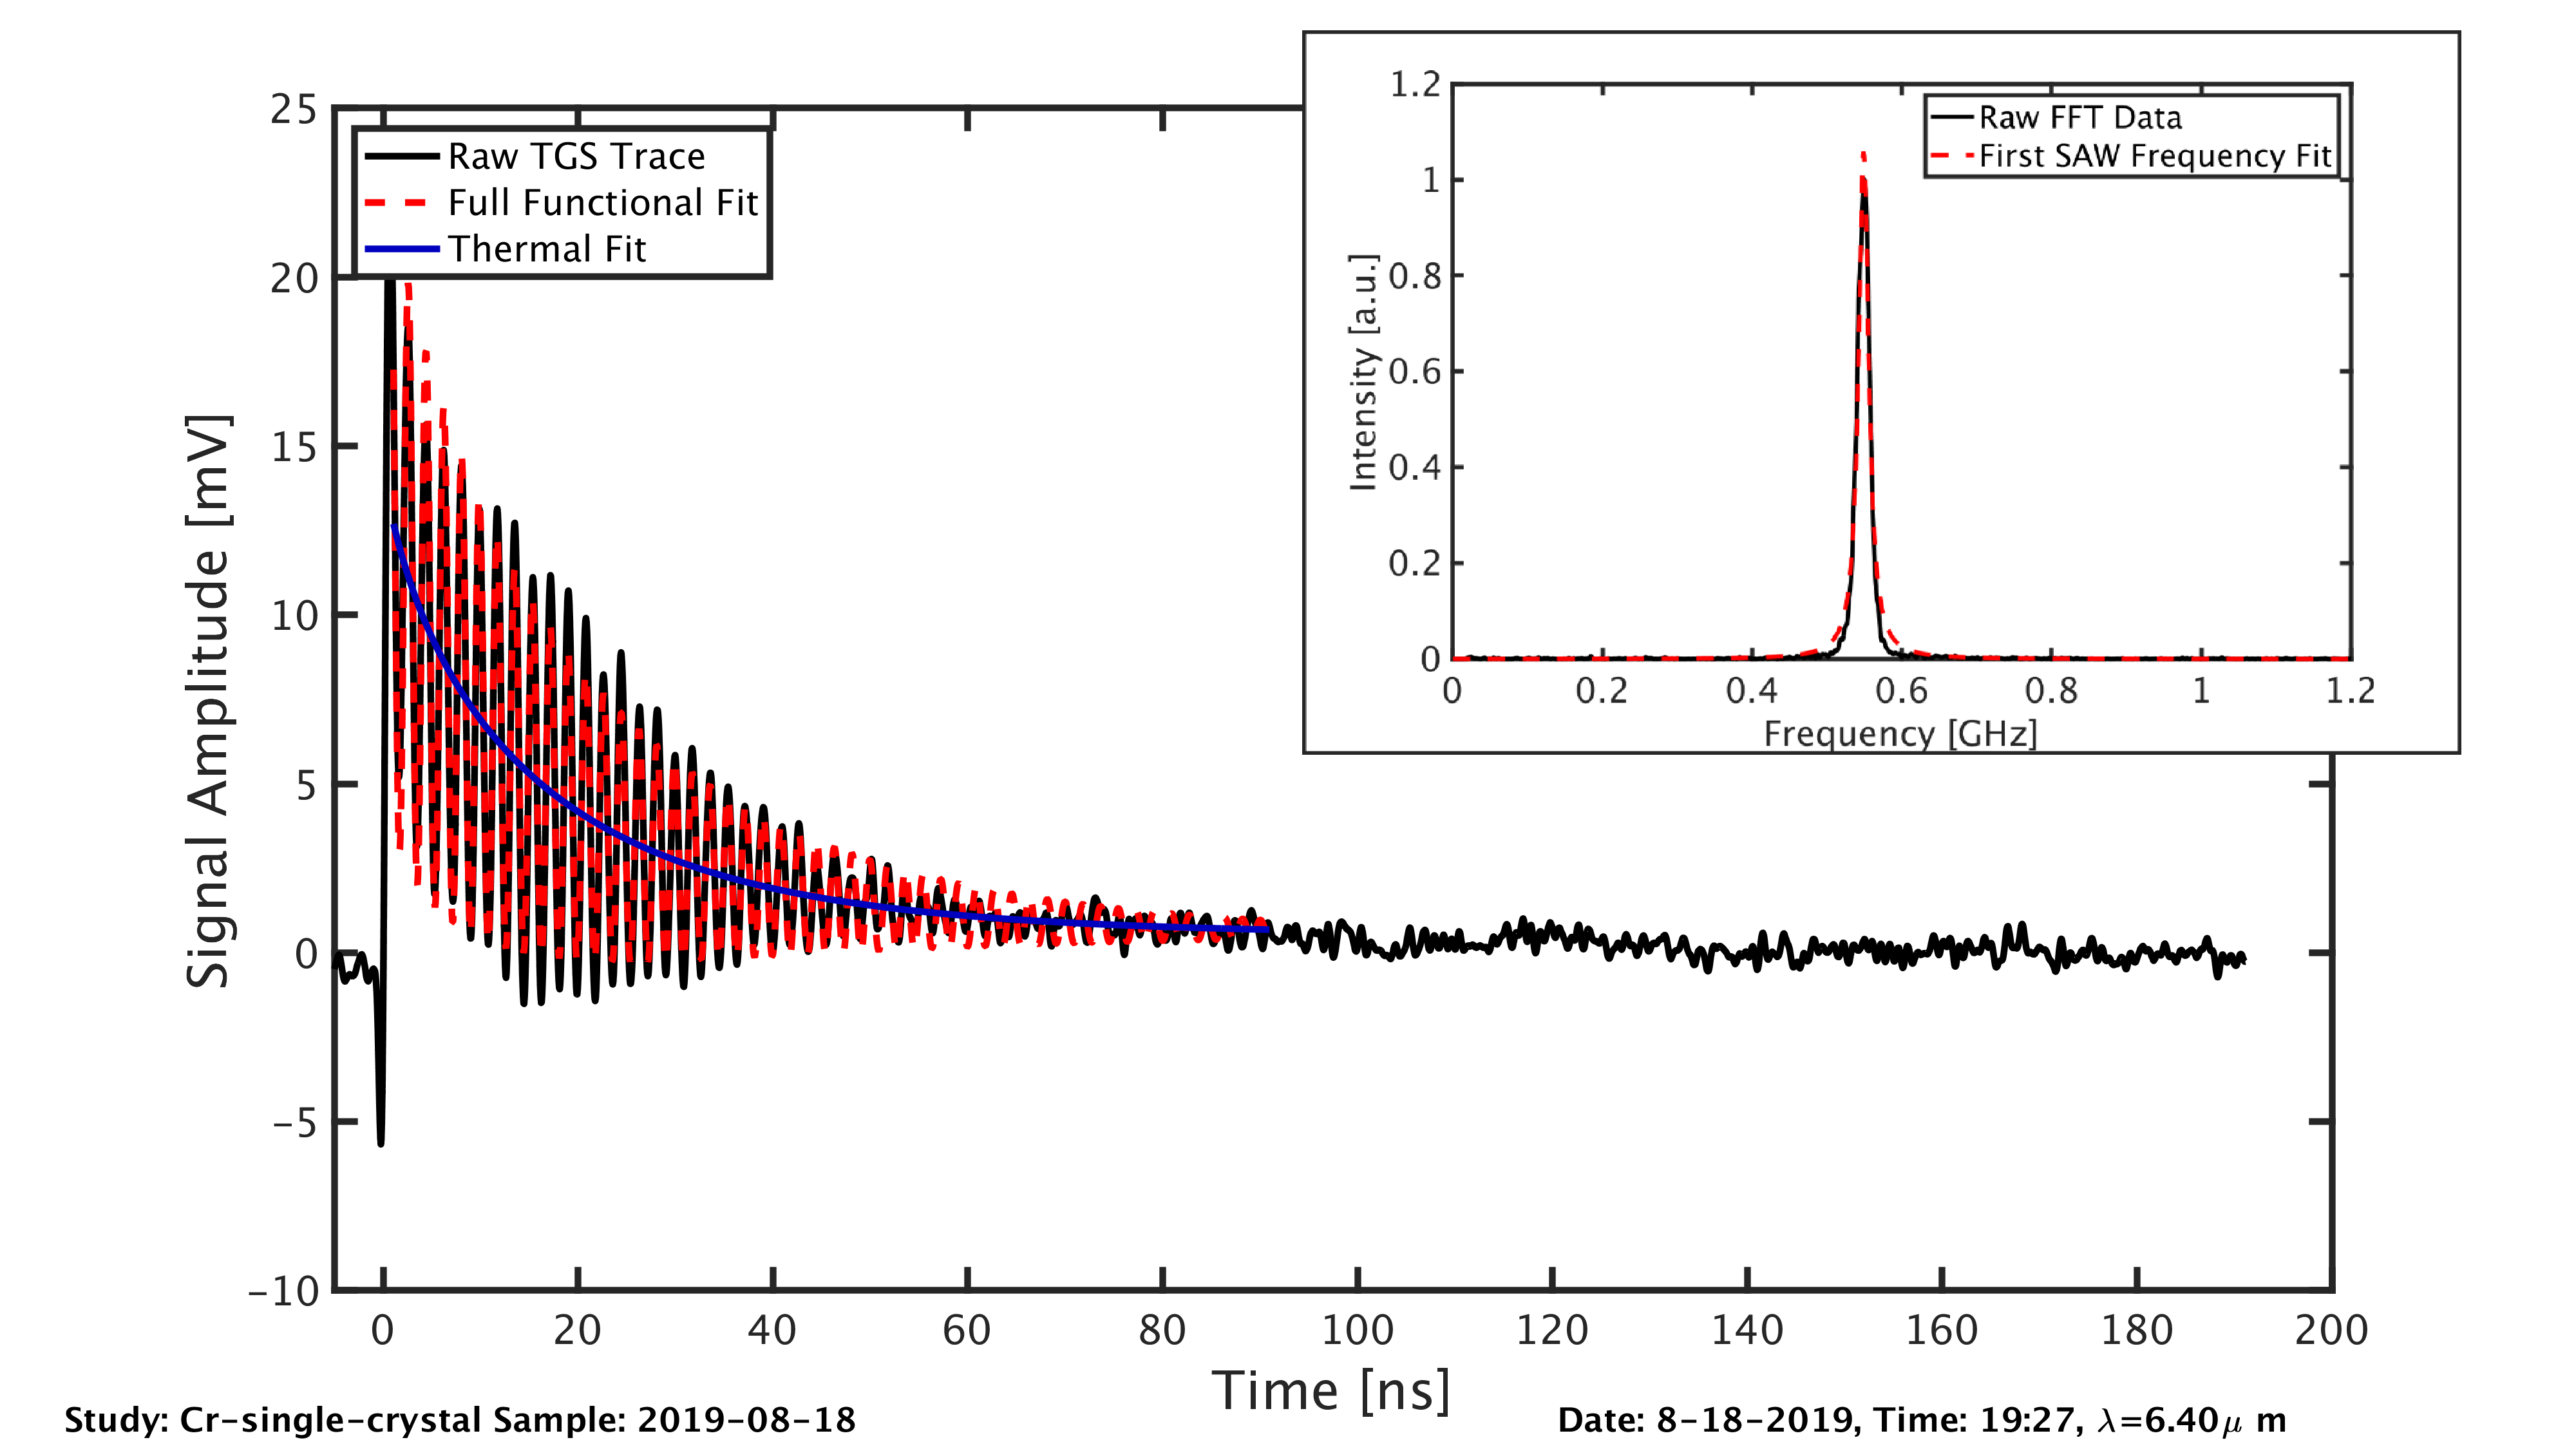 1.2
1
0.8
0.6
0.4
0.2
0
Intensity [a.u.]
Raw FFT Data
First SAW Frequency Fit
0 0.2 0.4 0.6 0.8 1 1.2
Frequency [GHz]
25
20
15
10
5
0
−5
−10
Signal Amplitude [mV]
Raw TGS Trace
Full Functional Fit
Thermal Fit
0 20 40 60 80 100 120 140 160 180 200
Time [ns]
Study: Cr-single-crystal Sample: 2019-08-18
Date: 8-18-2019, Time: 19:27, λ=6.40μ m